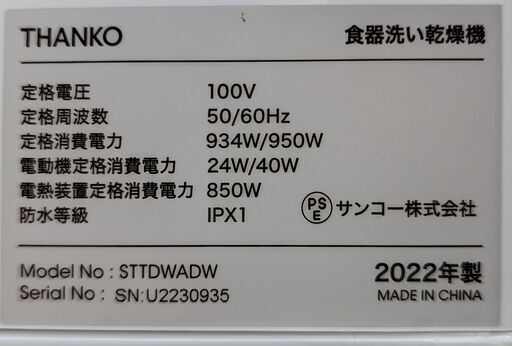 THANKO 食器洗い乾燥機
定格電圧 100V
定格周波数 50/60Hz
定格消費電力 934W/950W
電動機定格消費電力 24W/40W
電熱装置定格消費電力 850W
防水等級 IPX1 PSE サンコー株式会社
Model No : STTDWADW 2022年製
Serial No : SN:U2230935 MADE IN CHINA